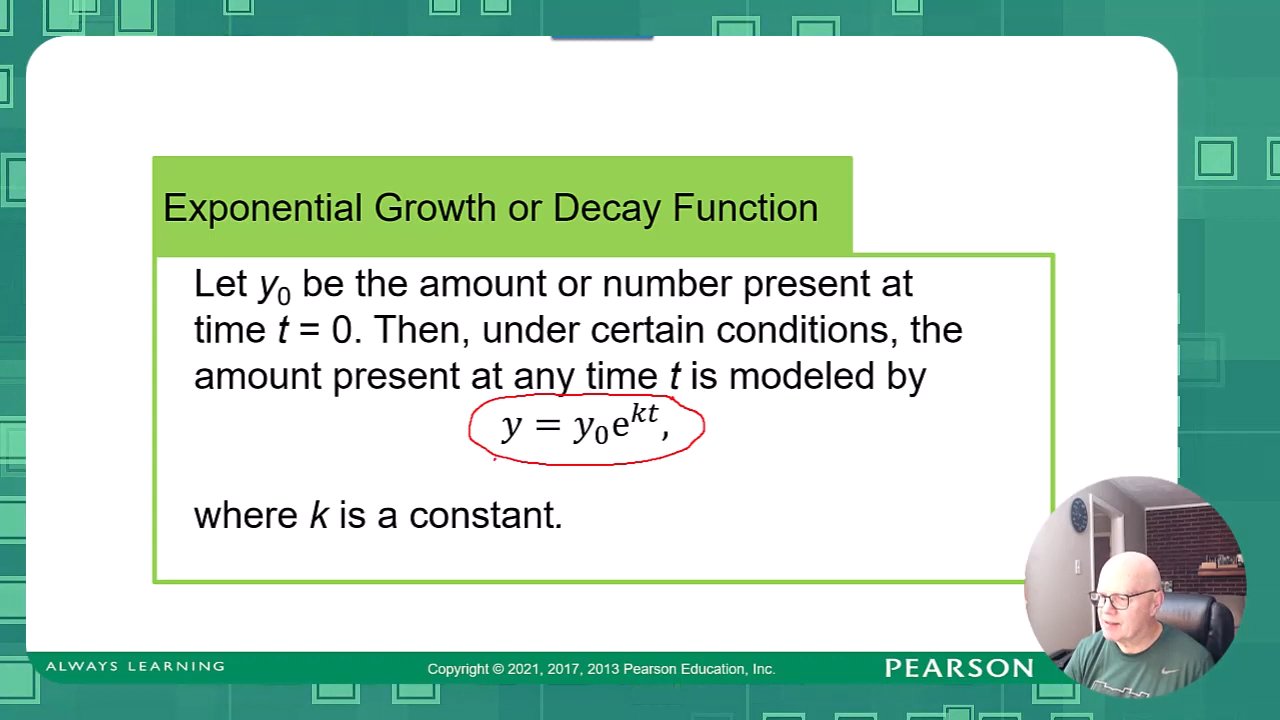 Exponential Growth or Decay Function
Let y₀ be the amount or number present at
time t = 0. Then, under certain conditions, the
amount present at any time t is modeled by
y = y₀e^{kt},
where k is a constant.
ALWAYS LEARNING
Copyright © 2021, 2017, 2013 Pearson Education, Inc.
PEARSON